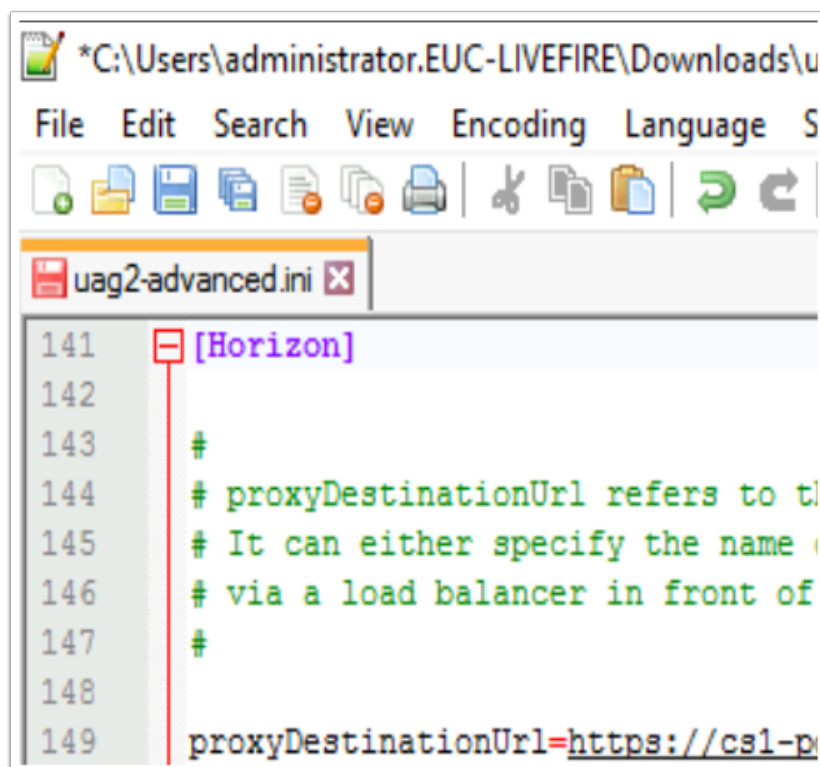 *C:\Users\administrator.EUC-LIVEFIRE\Downloads\u
File Edit Search View Encoding Language S
uag2-advanced.ini
141 [Horizon]
142
143 #
144 # proxyDestinationUrl refers to t
145 # It can either specify the name
146 # via a load balancer in front of
147 #
148
149 proxyDestinationUrl=https://cs1-p